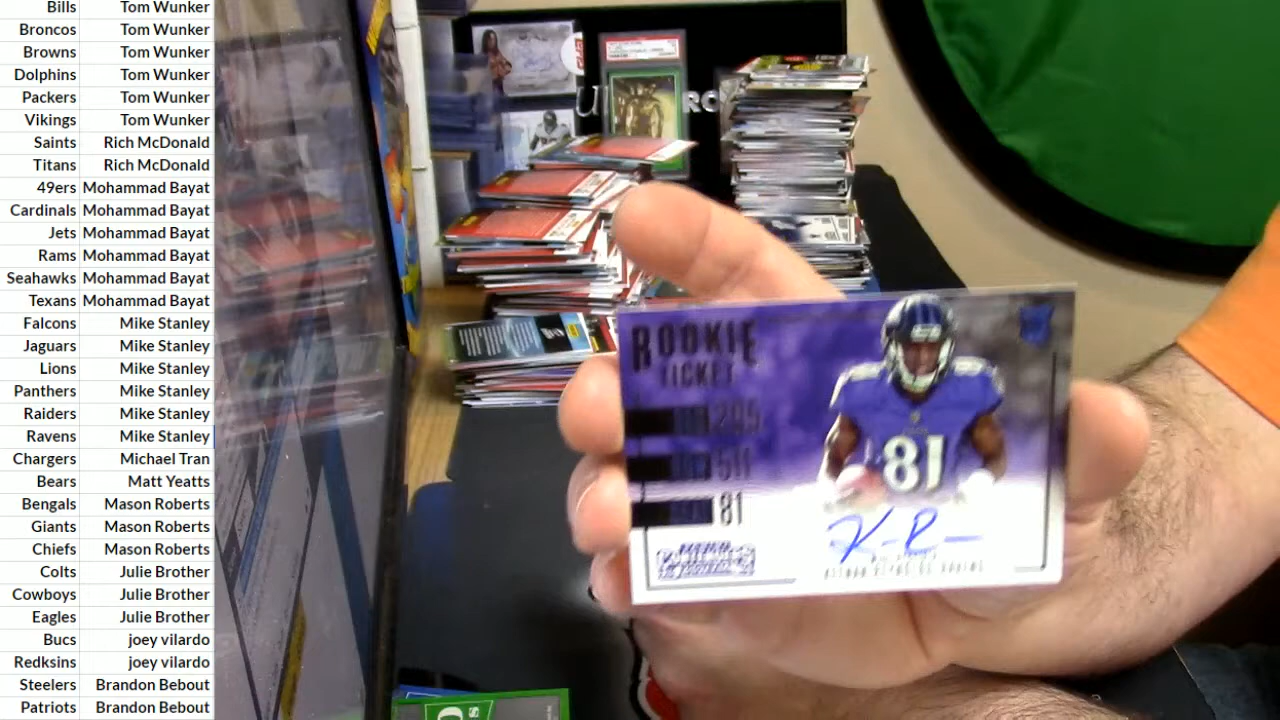 Bills Tom Wunker
Broncos Tom Wunker
Browns Tom Wunker
Dolphins Tom Wunker
Packers Tom Wunker
Vikings Tom Wunker
Saints Rich McDonald
Titans Rich McDonald
49ers Mohammad Bayat
Cardinals Mohammad Bayat
Jets Mohammad Bayat
Rams Mohammad Bayat
Seahawks Mohammad Bayat
Texans Mohammad Bayat
Falcons Mike Stanley
Jaguars Mike Stanley
Lions Mike Stanley
Panthers Mike Stanley
Raiders Mike Stanley
Ravens Mike Stanley
Chargers Michael Tran
Bears Matt Yeatts
Bengals Mason Roberts
Giants Mason Roberts
Chiefs Mason Roberts
Colts Julie Brother
Cowboys Julie Brother
Eagles Julie Brother
Bucs joey vilardo
Redksins joey vilardo
Steelers Brandon Bebout
Patriots Brandon Bebout
ROOKIE
TICKET
81
81